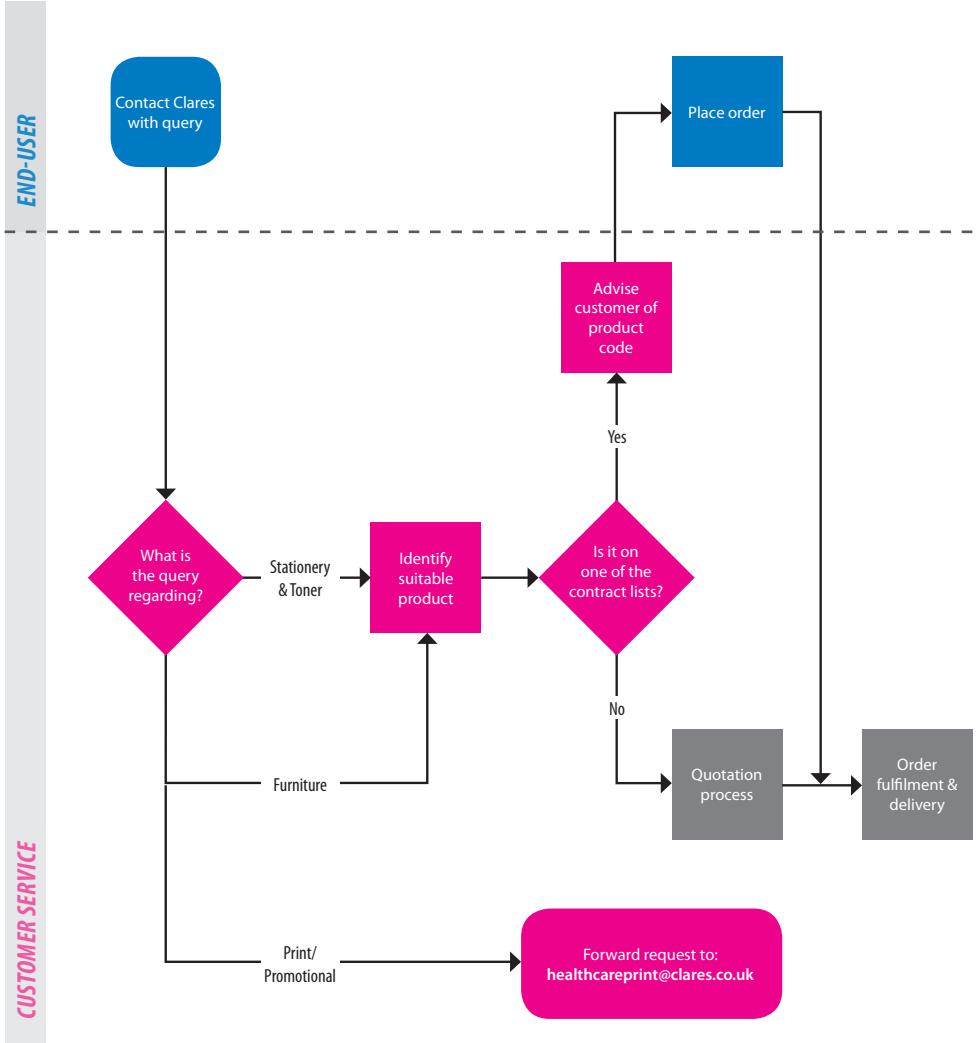 END-USER
Contact Clares
with query
Place order
Advise
customer of
product
code
Yes
What is
the query
regarding?
Stationery
& Toner
Identify
suitable
product
Is it on
one of the
contract lists?
No
Furniture
Quotation
process
Order
fulfilment &
delivery
CUSTOMER SERVICE
Print/
Promotional
Forward request to:
healthcareprint@clares.co.uk